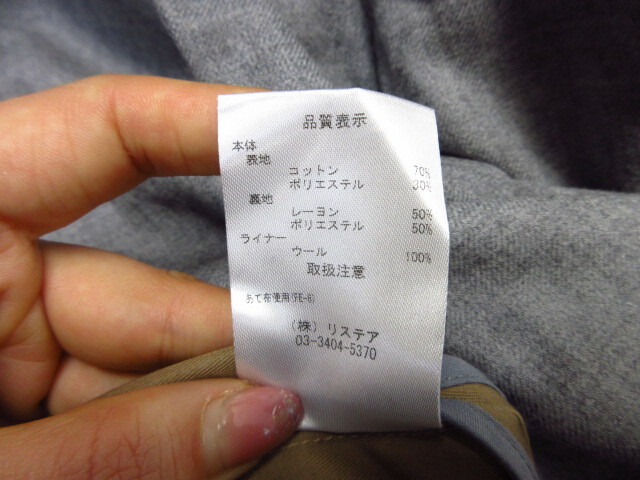 品質表示
本体
表地
コットン 70%
ポリエステル 30%
裏地
レーヨン 50%
ポリエステル 50%
ライナー
ウール 100%
取扱注意
あて布使用(FE-6)
(株) リステア
03-3404-5370